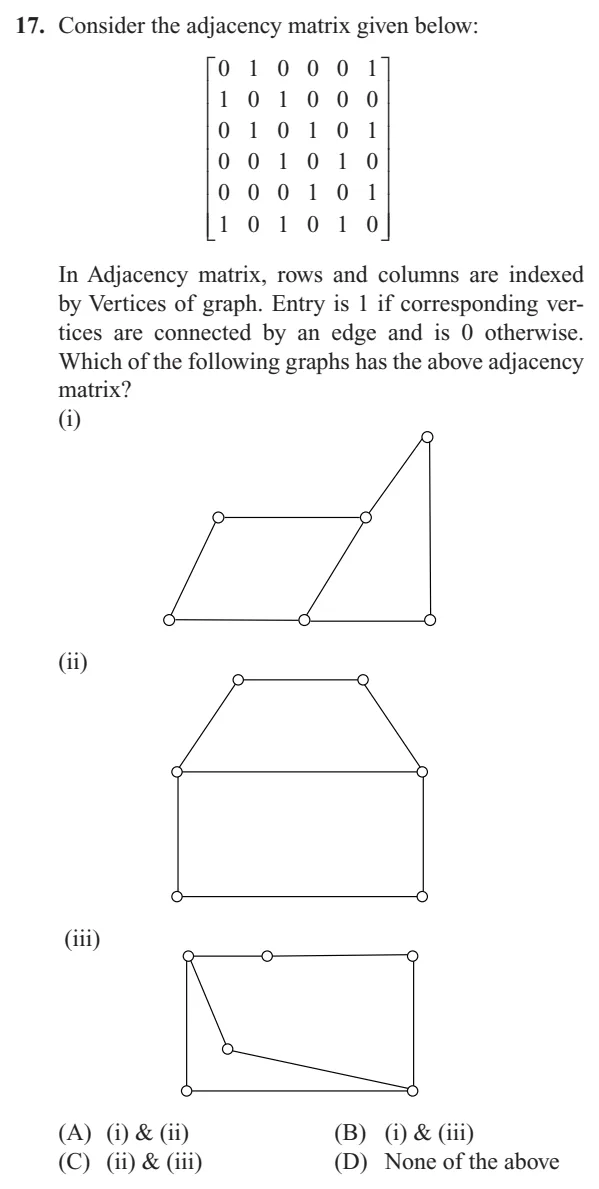 17. Consider the adjacency matrix given below:
0 1 0 0 0 1
1 0 1 0 0 0
0 1 0 1 0 1
0 0 1 0 1 0
0 0 0 1 0 1
1 0 1 0 1 0
In Adjacency matrix, rows and columns are indexed
by Vertices of graph. Entry is 1 if corresponding ver-
tices are connected by an edge and is 0 otherwise.
Which of the following graphs has the above adjacency
matrix?
(i)
(ii)
(iii)
(A) (i) & (ii) (B) (i) & (iii)
(C) (ii) & (iii) (D) None of the above